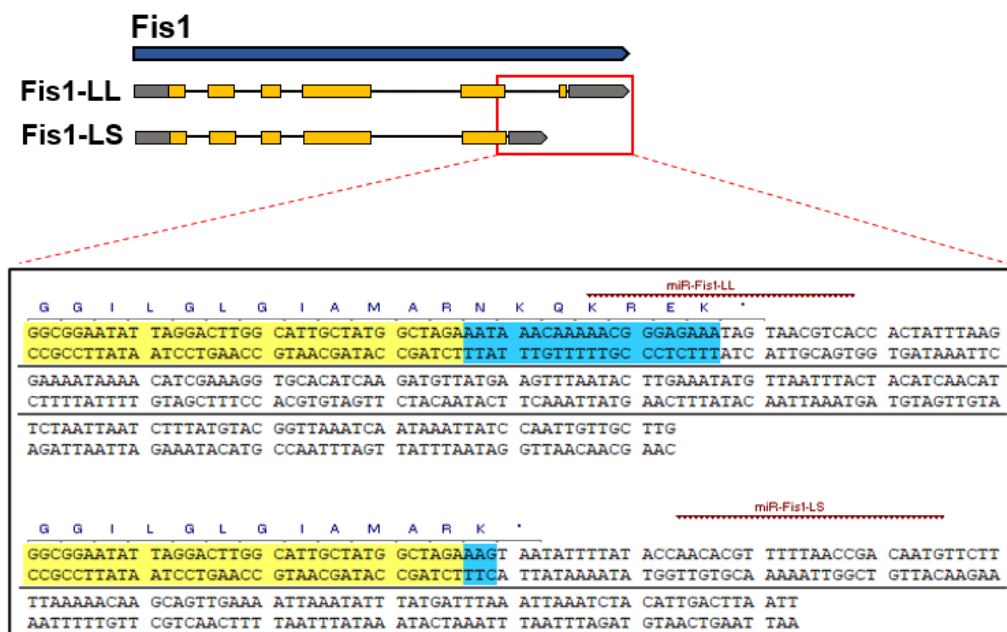 Fis1
Fis1-LL
Fis1-LS
miR-Fis1-LL
G G I L G L G I A M A R N K Q K R E K *
GGCGGAATAT TAGGACTTGG CATTGCTATG GCTAGAAATA AACAAAAACG GGAGAAATAG TAACGTCACC ACTATTTAAG
CCGCCTTATA ATCCTGAACC GTAACGATAC CGATCTTTAT TTGTTTTTGC CCTCTTTATC ATTGCAGTGG TGATAAATTC
GAAAATAAAA CATCGAAAGG TGCACATCAA GATGTTATGA AGTTTAATAC TTGAAATATG TTAATTTACT ACATCAACAT
CTTTTATTTT GTAGCTTTCC ACGTGTAGTT CTACAATACT TCAAATTATG AACTTTATAC AATTAAATGA TGTAGTTGTA
TCTAATTAAT CTTTATGTAC GGTTAAATCA ATAAATTATC CAATTGTTGC TTG
AGATTAATTA GAAATACATG CCAATTTAGT TATTTAATAG GTTAACAACG AAC
miR-Fis1-LS
G G I L G L G I A M A R K *
GGCGGAATAT TAGGACTTGG CATTGCTATG GCTAGAAAGT AATATTTTAT ACCAACACGT TTTTAACCGA CAATGTTCTT
CCGCCTTATA ATCCTGAACC GTAACGATAC CGATCTTTCA TTATAAAATA TGGTTGTGCA AAAATTGGCT GTTACAAGAA
TTAAAAACAA GCAGTTGAAA ATTAAATATT TATGATTTAA ATTAAATCTA CATTGACTTA ATT
AATTTTTGTT CGTCAACTTT TAATTTATAA ATACTAAATT TAATTTAGAT GTAACTGAAT TAA